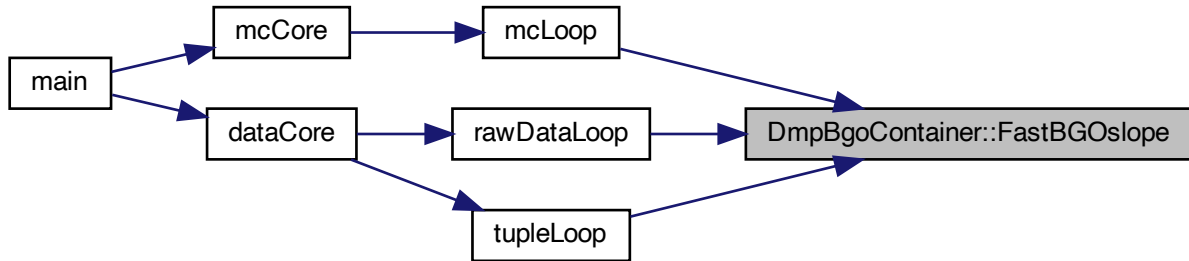 main
mcCore
mcLoop
dataCore
rawDataLoop
DmpBgoContainer::FastBGOslope
tupleLoop